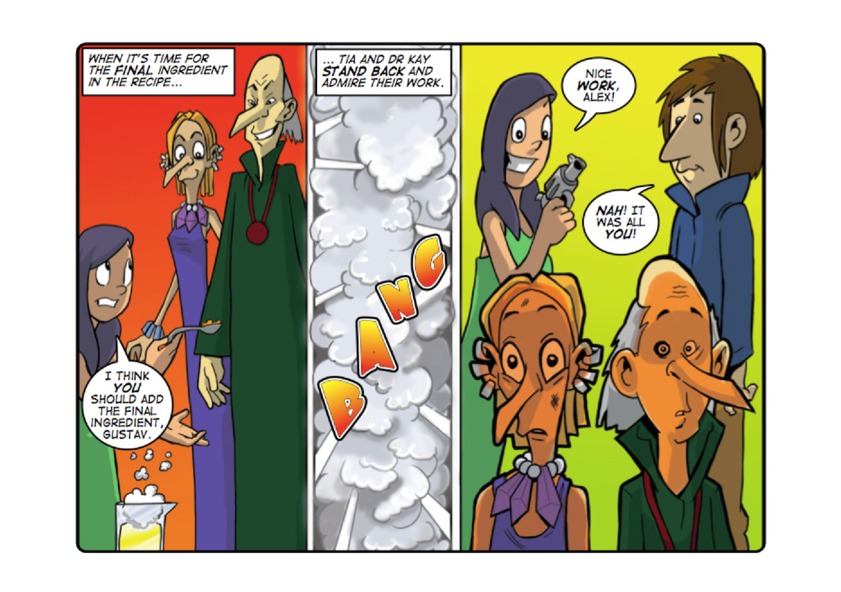 WHEN IT'S TIME FOR
THE FINAL INGREDIENT
IN THE RECIPE...
I THINK
YOU
SHOULD ADD
THE FINAL
INGREDIENT,
GUSTAV.
... TIA AND DR KAY
STAND BACK AND
ADMIRE THEIR WORK.
BANG
NICE
WORK,
ALEX!
NAH! IT
WAS ALL
YOU!